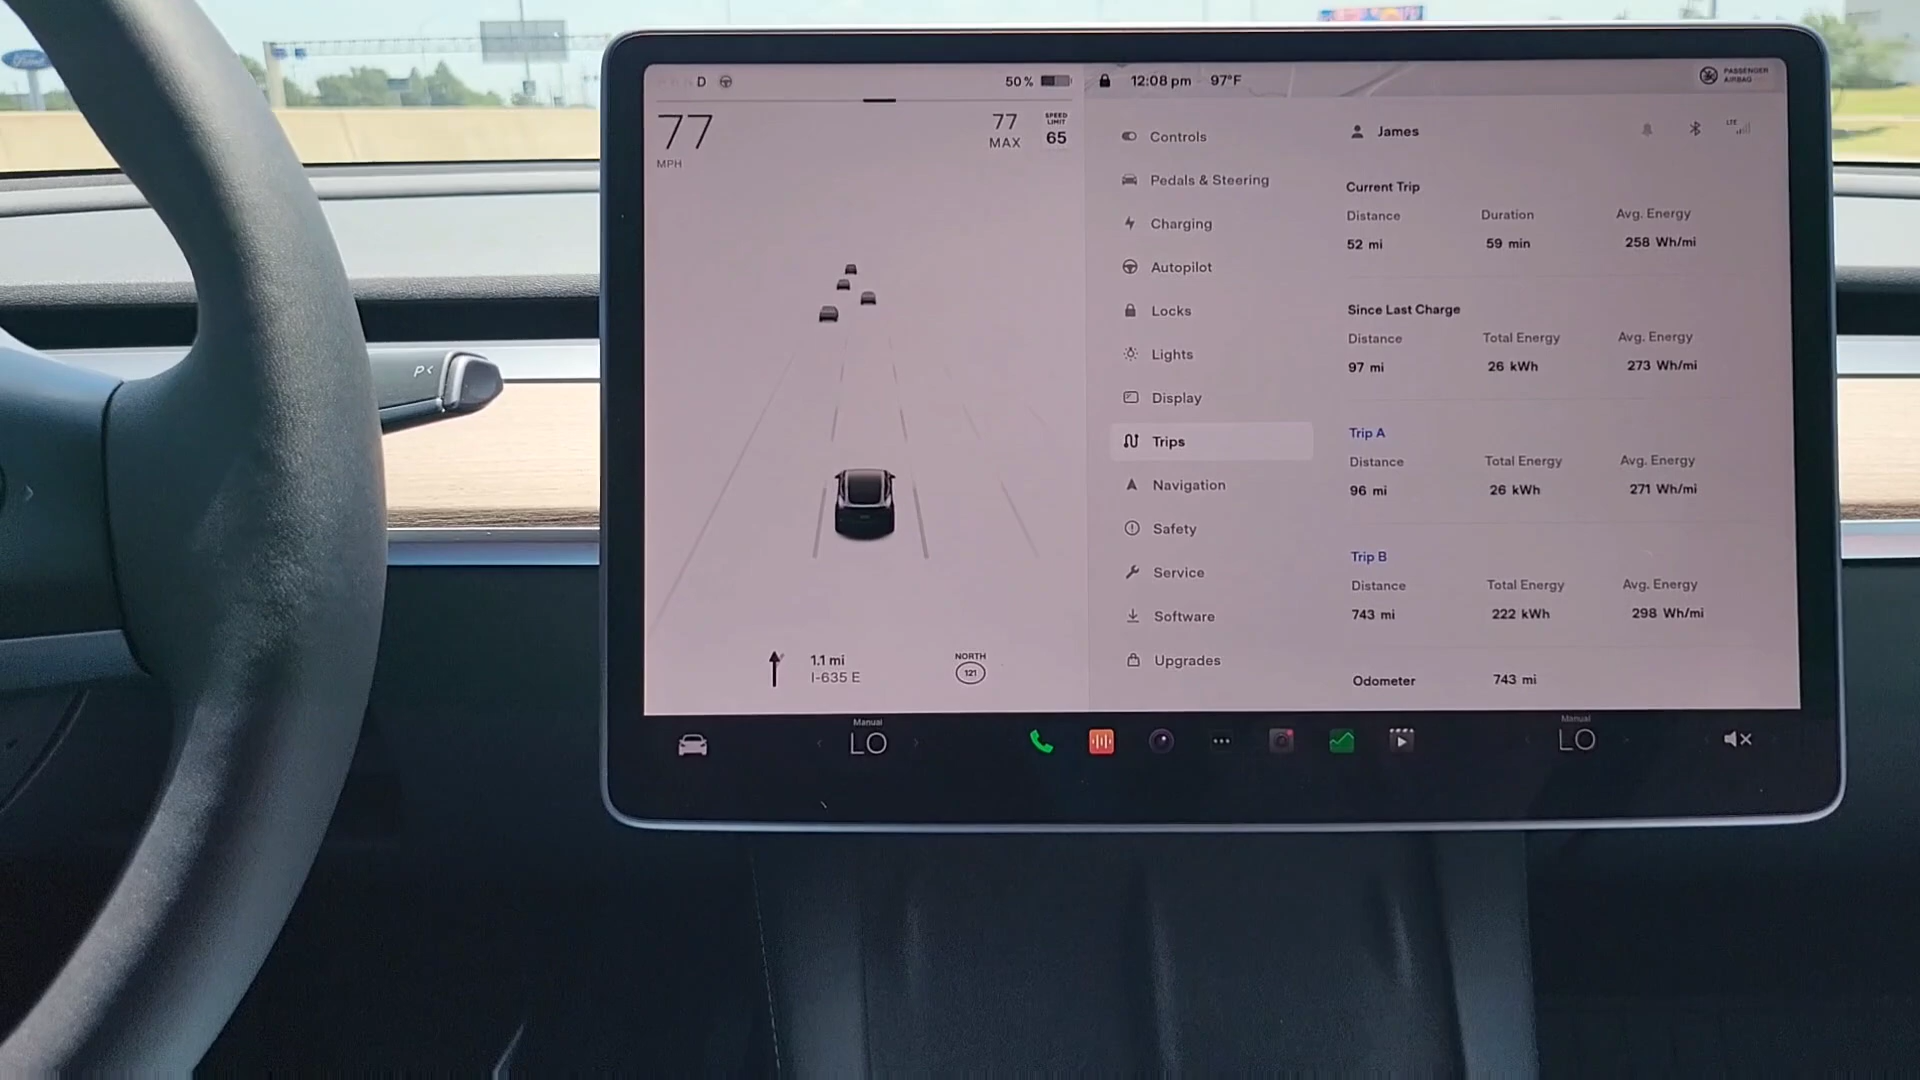 Ford
P<
D
50 %
12:08 pm
97°F
PASSENGER
AIRBAG
77
MPH
77
MAX
SPEED
LIMIT
65
1.1 mi
I-635 E
NORTH
121
Controls
Pedals & Steering
Charging
Autopilot
Locks
Lights
Display
Trips
Navigation
Safety
Service
Software
Upgrades
James
LTE
Current Trip
Distance Duration Avg. Energy
52 mi 59 min 258 Wh/mi
Since Last Charge
Distance Total Energy Avg. Energy
97 mi 26 kWh 273 Wh/mi
Trip A
Distance Total Energy Avg. Energy
96 mi 26 kWh 271 Wh/mi
Trip B
Distance Total Energy Avg. Energy
743 mi 222 kWh 298 Wh/mi
Odometer 743 mi
Manual
LO
Manual
LO